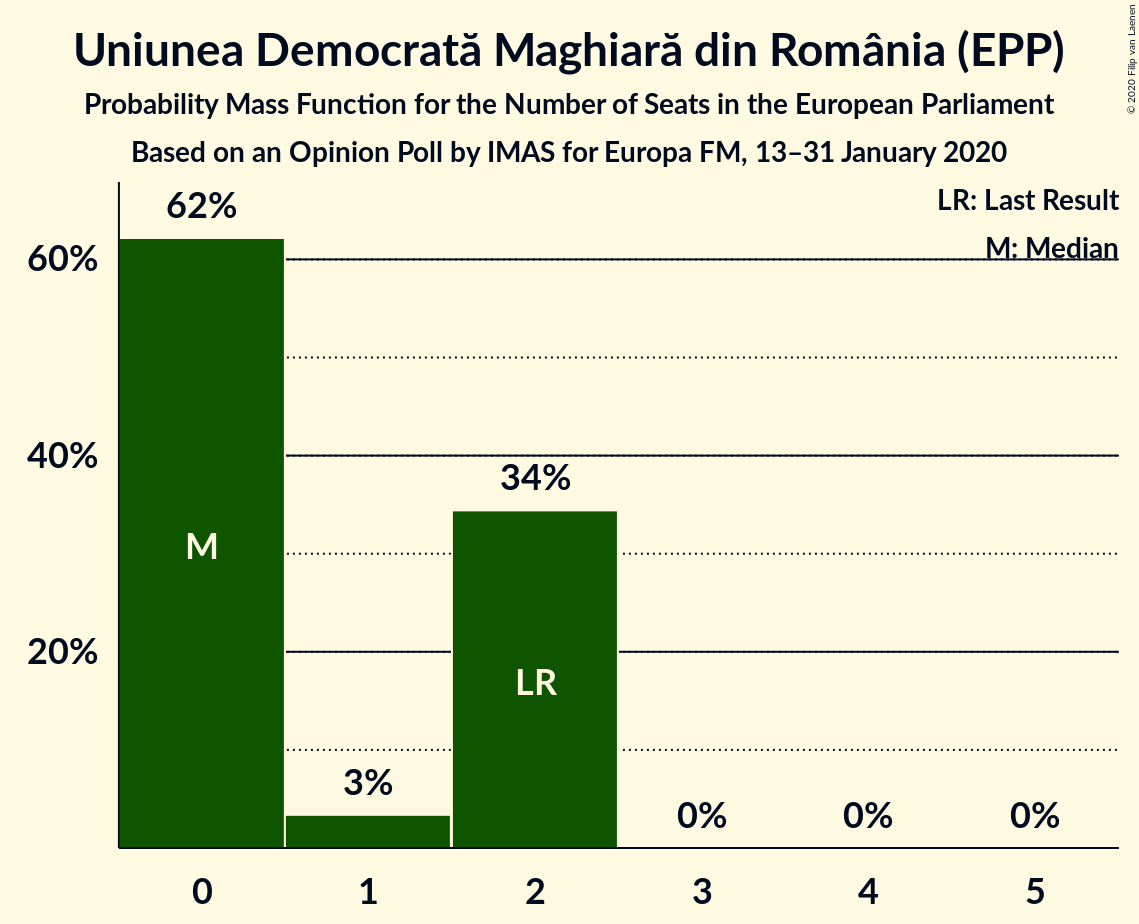 Uniunea Democrată Maghiară din România (EPP)
Probability Mass Function for the Number of Seats in the European Parliament
Based on an Opinion Poll by IMAS for Europa FM, 13–31 January 2020
© 2020 Filip van Laenen
LR: Last Result
M: Median
62%
60%
40%
34%
M
20%
LR
3%
0%
0%
0%
0
1
2
3
4
5